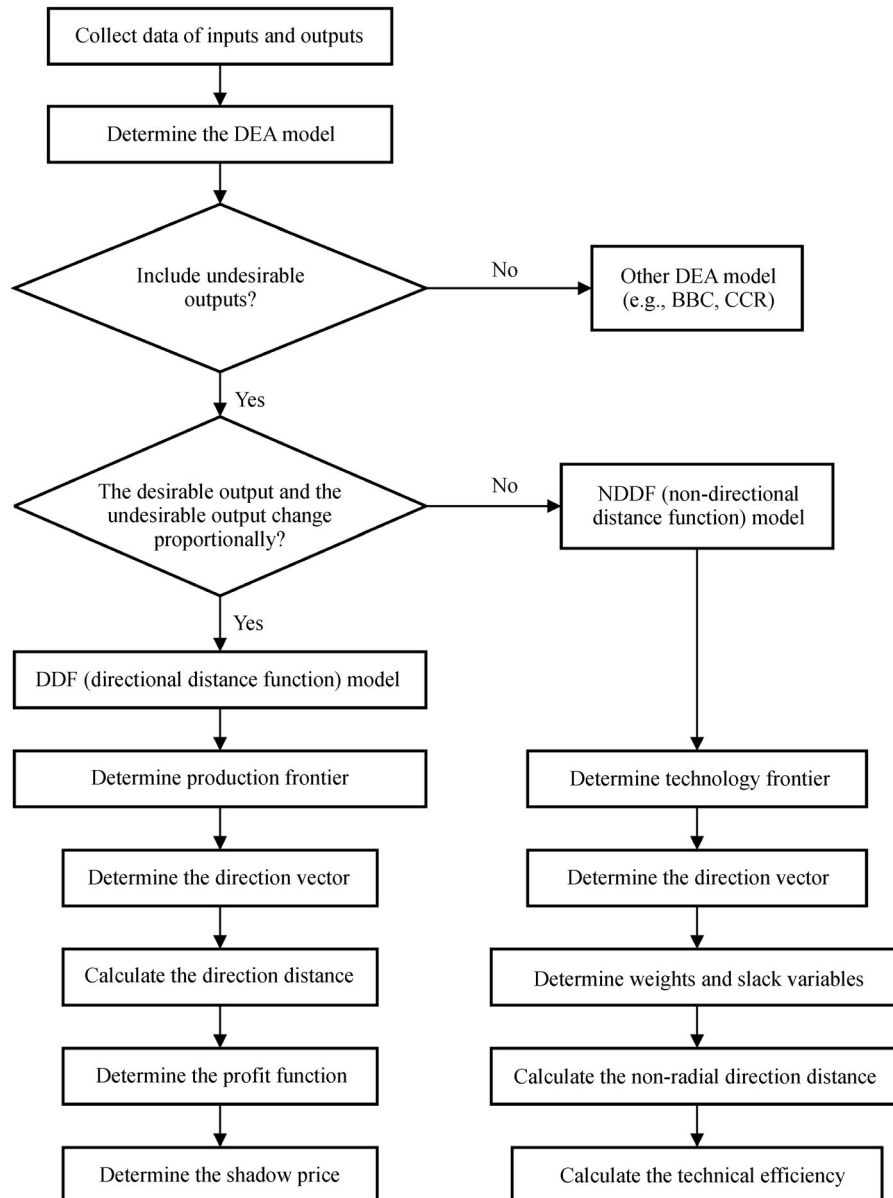 Collect data of inputs and outputs
Determine the DEA model
Include undesirable
outputs?
No
Other DEA model
(e.g., BBC, CCR)
Yes
The desirable output and the
undesirable output change
proportionally?
No
NDDF (non-directional
distance function) model
Yes
DDF (directional distance function) model
Determine production frontier
Determine the direction vector
Calculate the direction distance
Determine the profit function
Determine the shadow price
Determine technology frontier
Determine the direction vector
Determine weights and slack variables
Calculate the non-radial direction distance
Calculate the technical efficiency